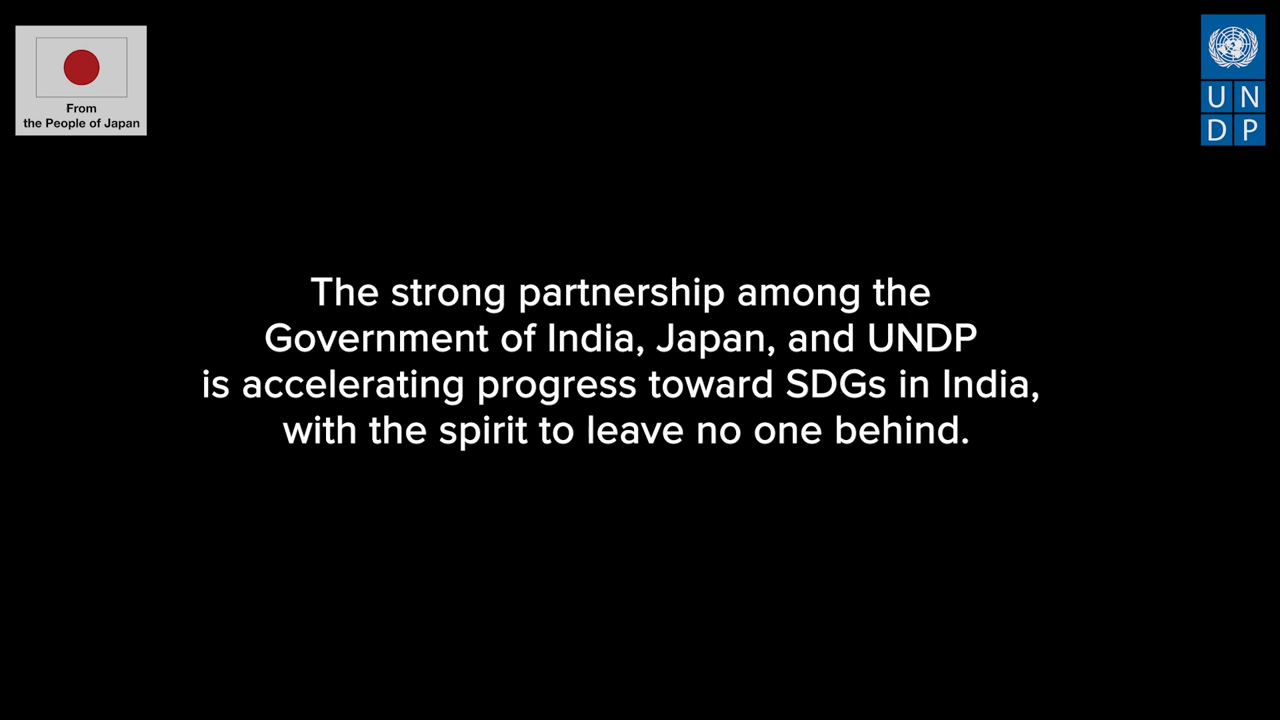 From
the People of Japan
U N
D P
The strong partnership among the
Government of India, Japan, and UNDP
is accelerating progress toward SDGs in India,
with the spirit to leave no one behind.